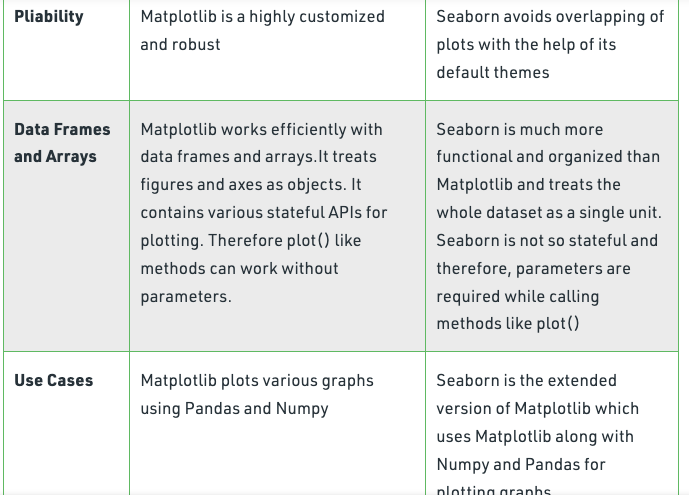 Pliability
Matplotlib is a highly customized
and robust
Seaborn avoids overlapping of
plots with the help of its
default themes
Data Frames
and Arrays
Matplotlib works efficiently with
data frames and arrays.It treats
figures and axes as objects. It
contains various stateful APIs for
plotting. Therefore plot() like
methods can work without
parameters.
Seaborn is much more
functional and organized than
Matplotlib and treats the
whole dataset as a single unit.
Seaborn is not so stateful and
therefore, parameters are
required while calling
methods like plot()
Use Cases
Matplotlib plots various graphs
using Pandas and Numpy
Seaborn is the extended
version of Matplotlib which
uses Matplotlib along with
Numpy and Pandas for
plotting graphs